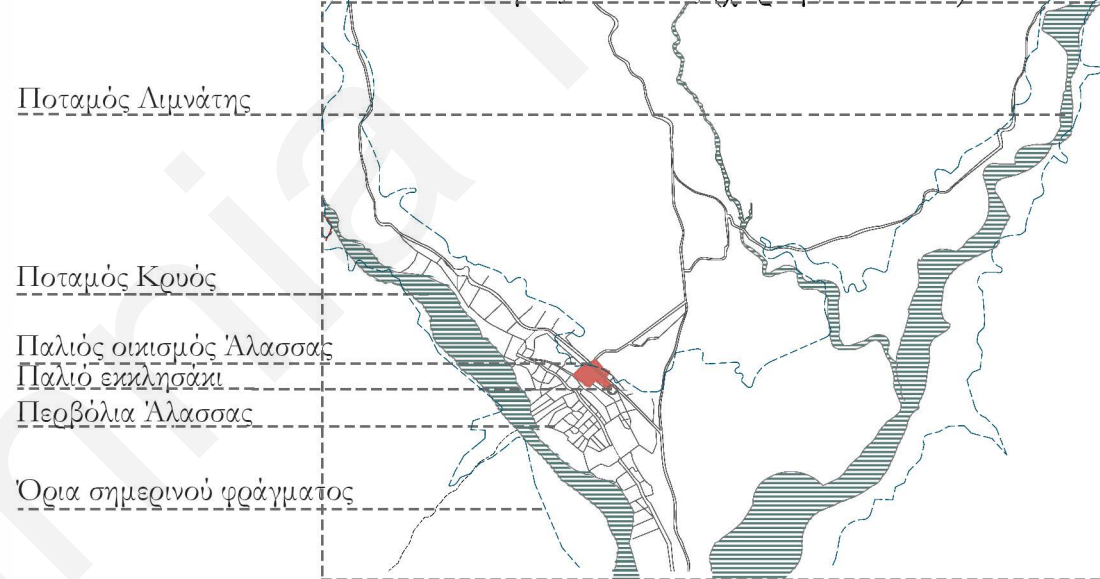 Ποταμός Λιμνάτης
Ποταμός Κρυός
Παλιός οικισμός Άλασσας
Παλιό εκκλησάκι
Περβόλια Άλασσας
Όρια σημερινού φράγματος